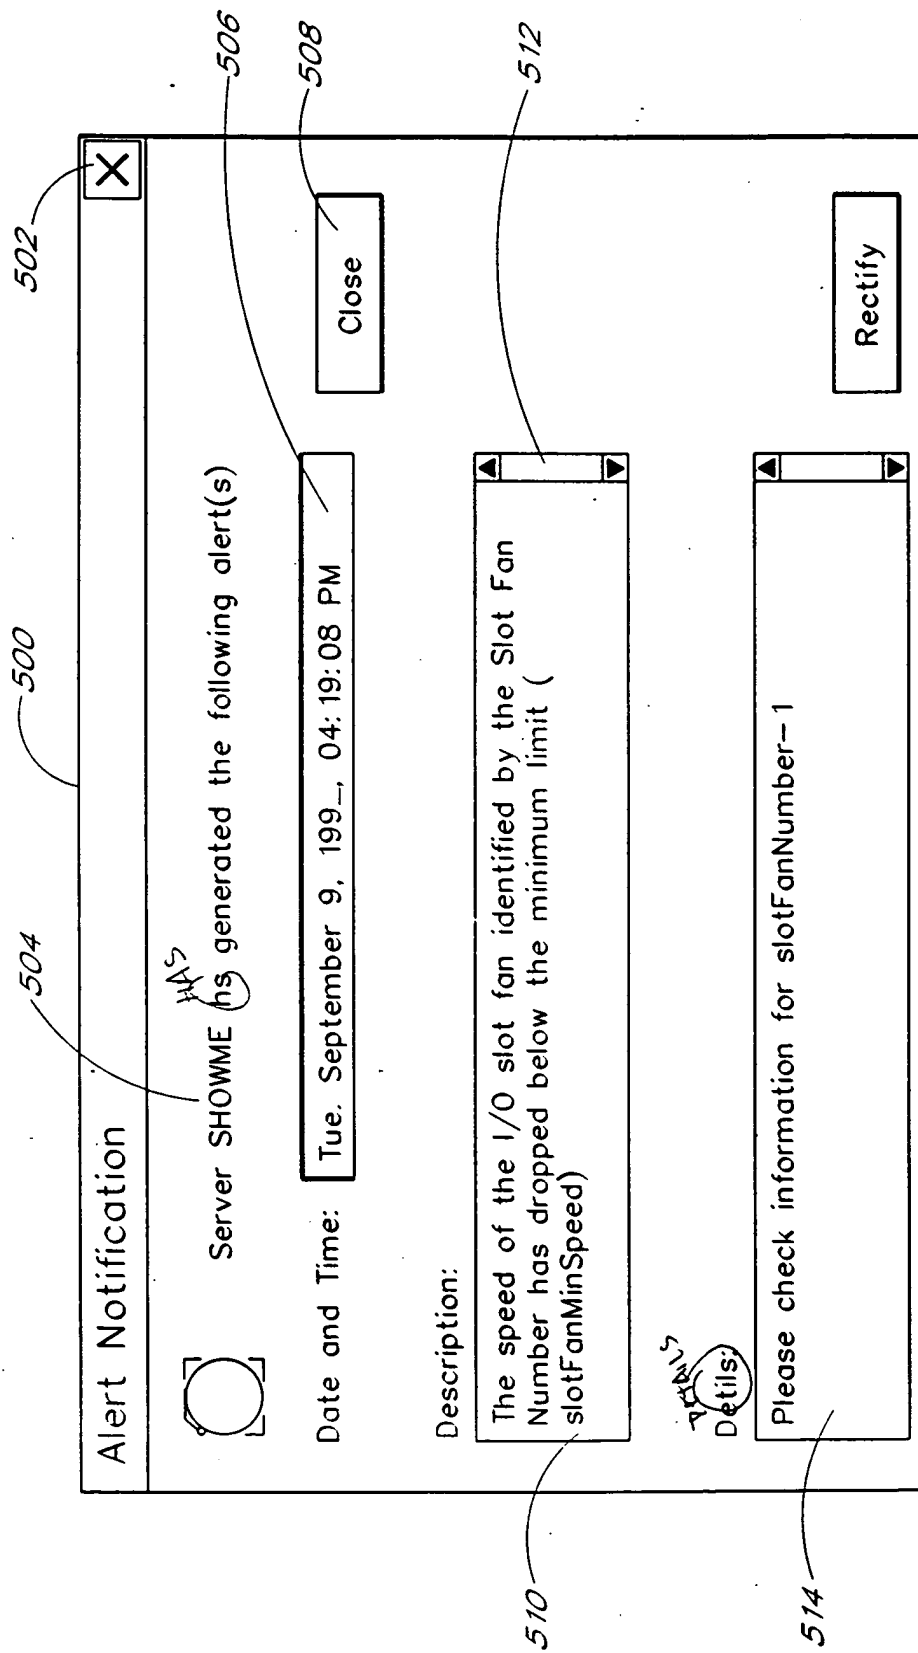 500
502
Alert Notification
504
HAS
Server SHOWME hs generated the following alert(s)
506
Date and Time: Tue. September 9, 199_, 04:19:08 PM
508
Close
Description:
510
The speed of the I/O slot fan identified by the Slot Fan
Number has dropped below the minimum limit (
slotFanMinSpeed)
512
DETAILS
Detils:
514
Please check information for slotFanNumber-1
Rectify